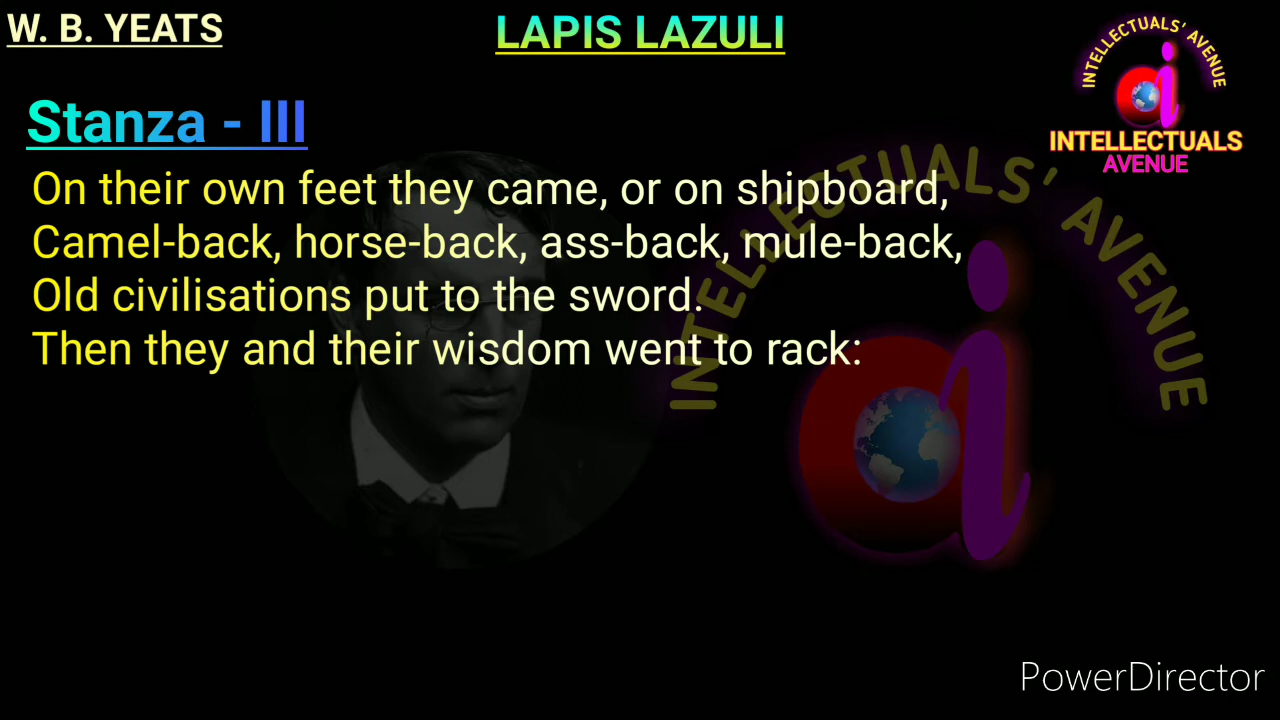 W. B. YEATS
LAPIS LAZULI
INTELLECTUALS' AVENUE
INTELLECTUALS
AVENUE
Stanza - III
On their own feet they came, or on shipboard,
Camel-back, horse-back, ass-back, mule-back,
Old civilisations put to the sword.
Then they and their wisdom went to rack:
INTELLECTUALS' AVENUE
PowerDirector